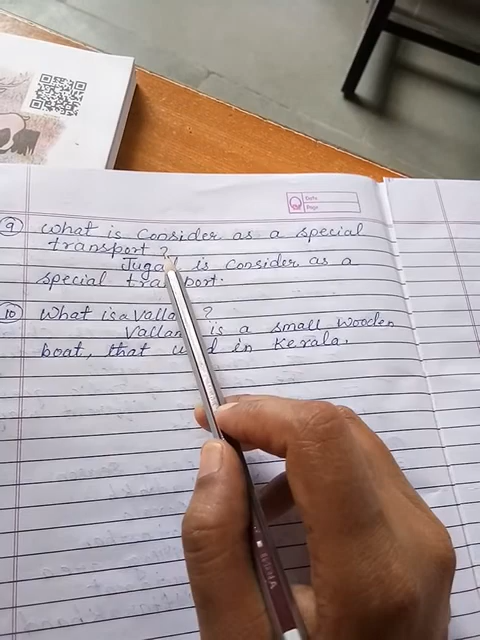 Date
Page
9 What is Consider as a special
transport ?
is Consider as a
special
10 What is a ?
is a small wooden
boat, that in Kerala.